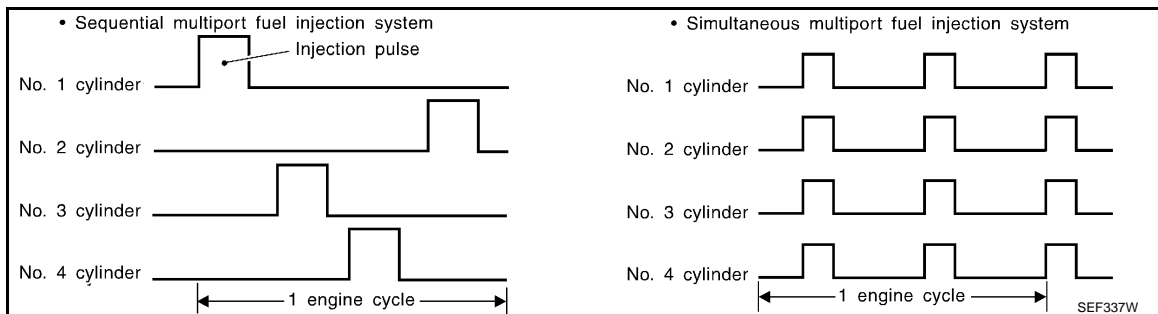 • Sequential multiport fuel injection system
Injection pulse
No. 1 cylinder
No. 2 cylinder
No. 3 cylinder
No. 4 cylinder
1 engine cycle
• Simultaneous multiport fuel injection system
No. 1 cylinder
No. 2 cylinder
No. 3 cylinder
No. 4 cylinder
1 engine cycle
SEF337W